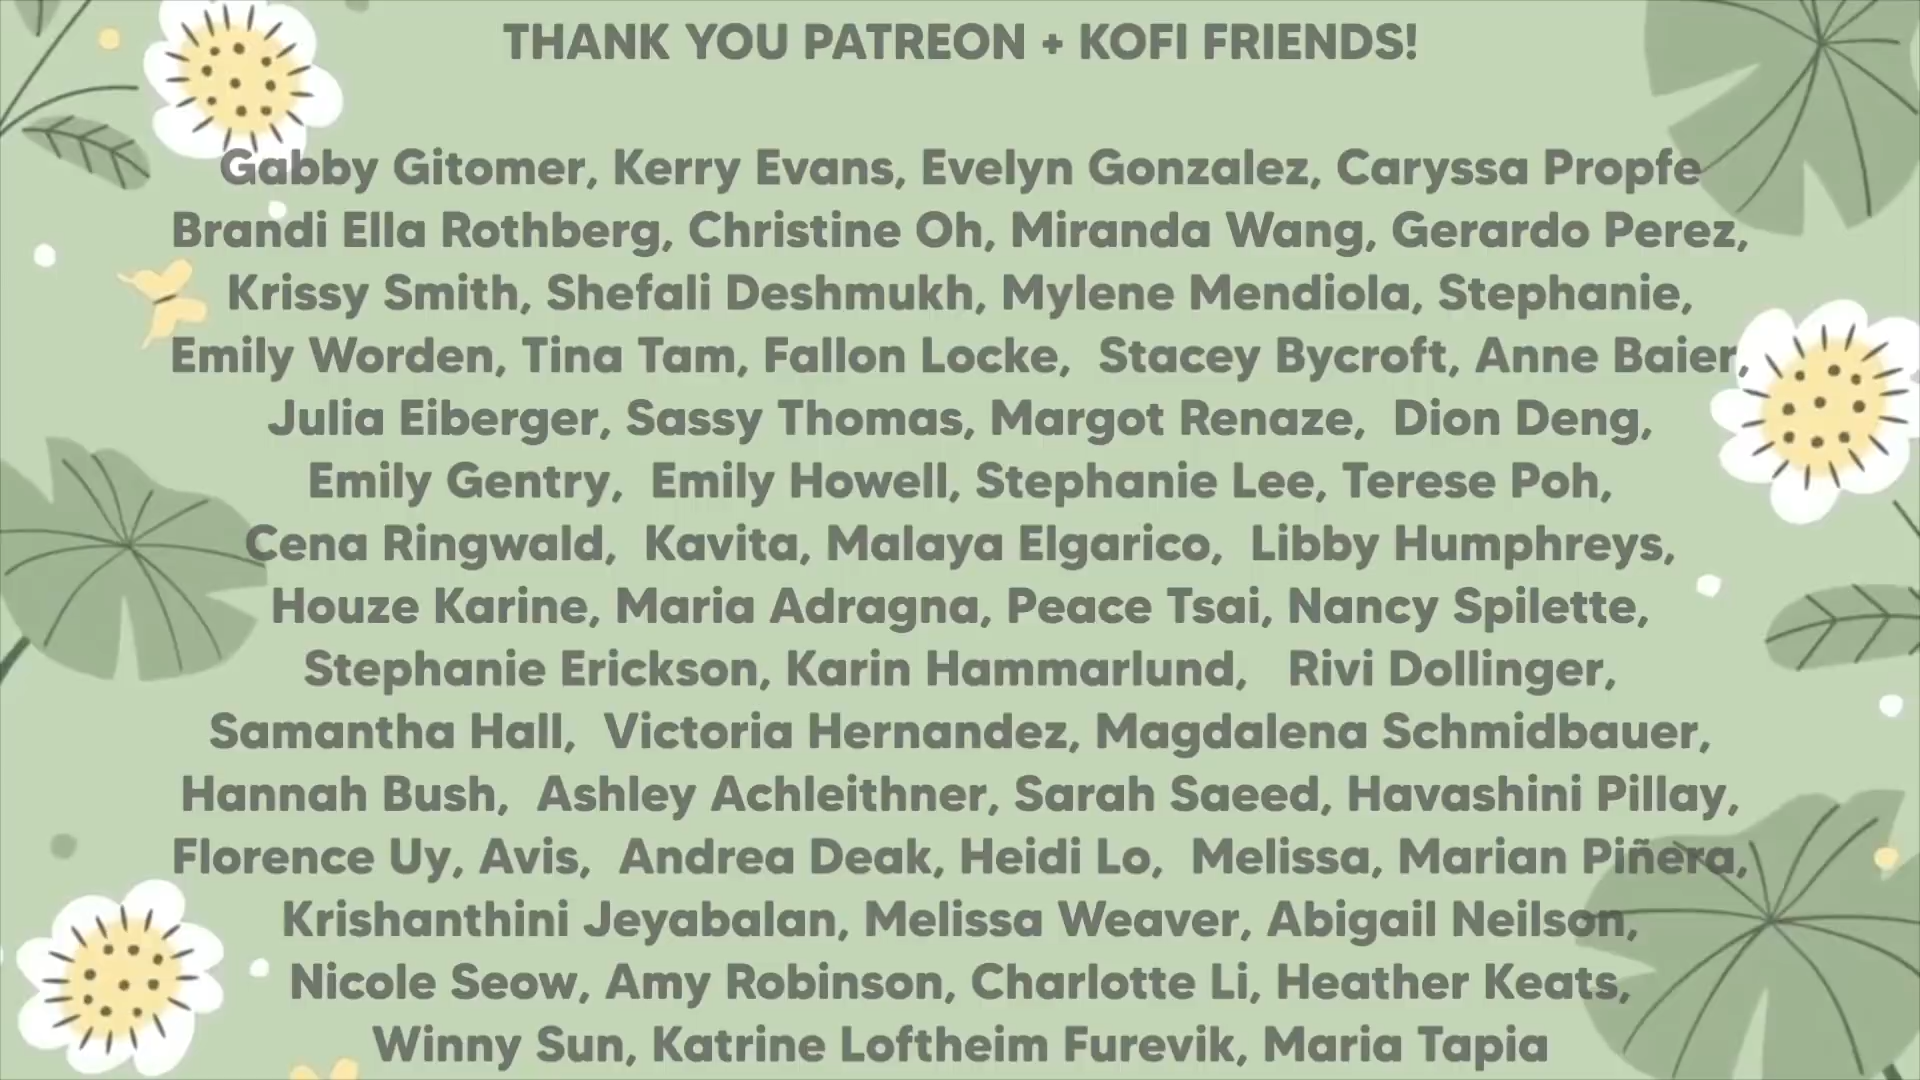 THANK YOU PATREON + KOFI FRIENDS!
Gabby Gitomer, Kerry Evans, Evelyn Gonzalez, Caryssa Propfe
Brandi Ella Rothberg, Christine Oh, Miranda Wang, Gerardo Perez,
Krissy Smith, Shefali Deshmukh, Mylene Mendiola, Stephanie,
Emily Worden, Tina Tam, Fallon Locke, Stacey Bycroft, Anne Baier,
Julia Eiberger, Sassy Thomas, Margot Renaze, Dion Deng,
Emily Gentry, Emily Howell, Stephanie Lee, Terese Poh,
Cena Ringwald, Kavita, Malaya Elgarico, Libby Humphreys,
Houze Karine, Maria Adragna, Peace Tsai, Nancy Spilette,
Stephanie Erickson, Karin Hammarlund, Rivi Dollinger,
Samantha Hall, Victoria Hernandez, Magdalena Schmidbauer,
Hannah Bush, Ashley Achleithner, Sarah Saeed, Havashini Pillay,
Florence Uy, Avis, Andrea Deak, Heidi Lo, Melissa, Marian Piñera,
Krishanthini Jeyabalan, Melissa Weaver, Abigail Neilson,
Nicole Seow, Amy Robinson, Charlotte Li, Heather Keats,
Winny Sun, Katrine Loftheim Furevik, Maria Tapia